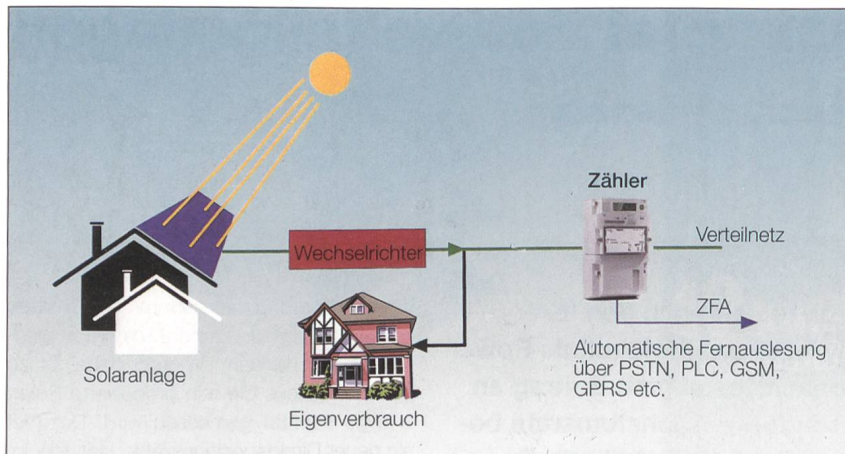 Zähler
Wechselrichter
Verteilnetz
ZFA
Solaranlage
Eigenverbrauch
Automatische Fernauslesung
über PSTN, PLC, GSM,
GPRS etc.